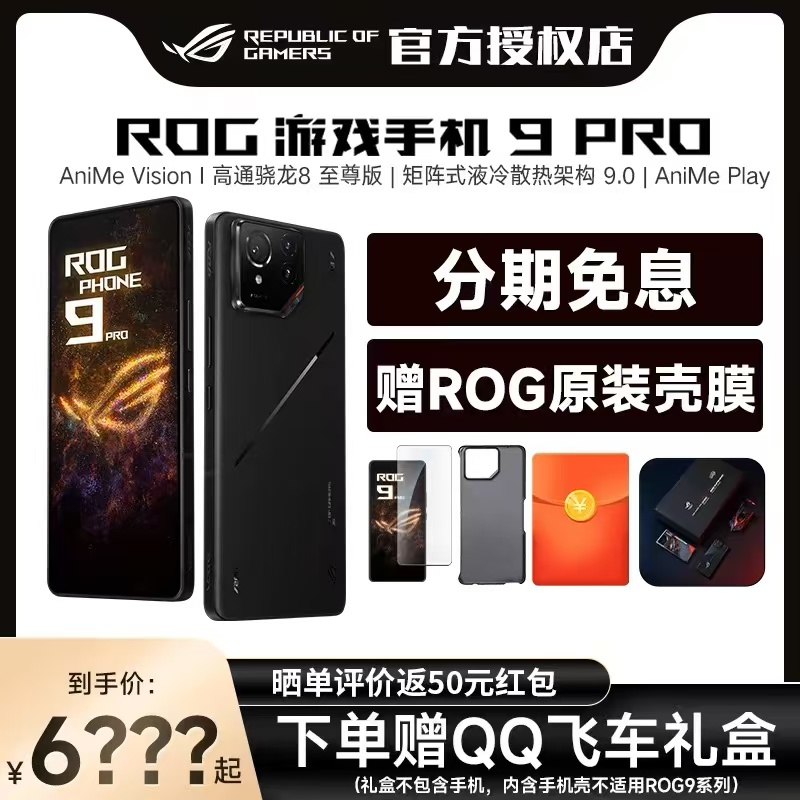 REPUBLIC OF
GAMERS
官方授权店
ROG 游戏手机 9 PRO
AniMe Vision I 高通骁龙8 至尊版 | 矩阵式液冷散热架构 9.0 | AniMe Play
ROG
PHONE
9 PRO
分期免息
赠ROG原装壳膜
ROG
9 PRO
¥
到手价：
¥6???起
晒单评价返50元红包
下单赠QQ飞车礼盒
(礼盒不包含手机，内含手机壳不适用ROG9系列)